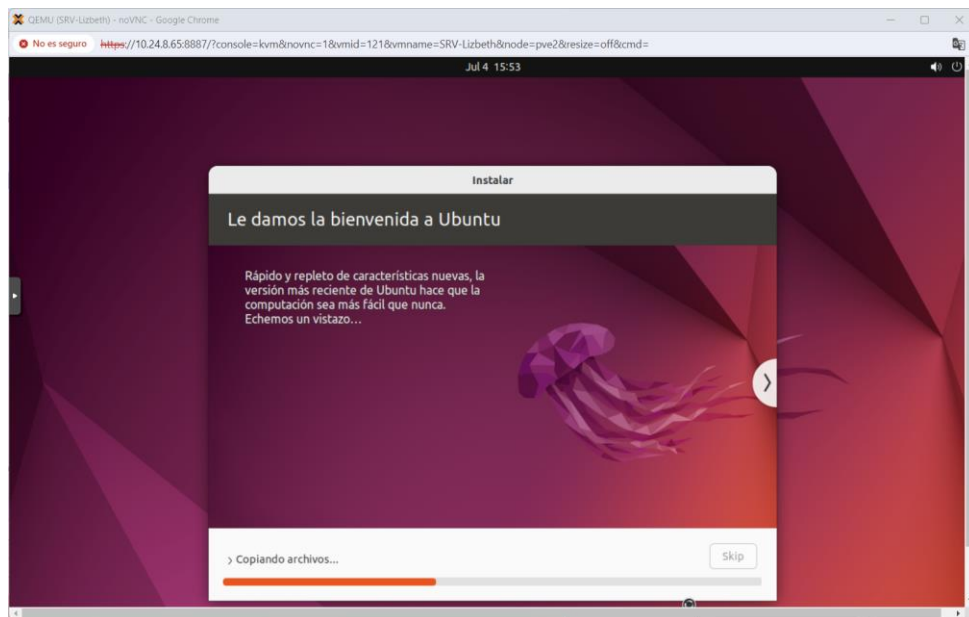 QEMU (SRV-Lizbeth) - noVNC - Google Chrome
No es seguro https://10.24.8.65:8887/?console=kvm&novnc=1&vmid=121&vmname=SRV-Lizbeth&node=pve2&resize=off&cmd=
Jul 4 15:53
Instalar
Le damos la bienvenida a Ubuntu
Rápido y repleto de características nuevas, la
versión más reciente de Ubuntu hace que la
computación sea más fácil que nunca.
Echemos un vistazo...
Copiando archivos...
Skip